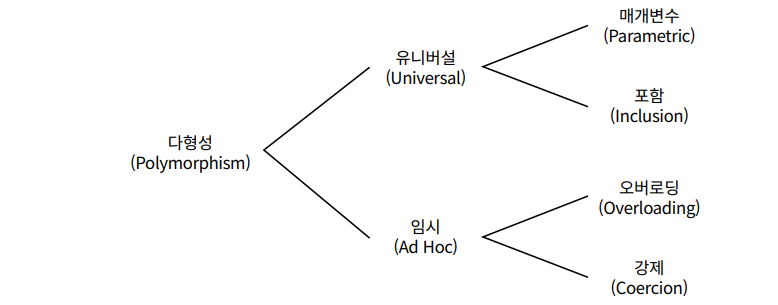 매개변수
(Parametric)
유니버설
(Universal)
포함
(Inclusion)
다형성
(Polymorphism)
오버로딩
(Overloading)
임시
(Ad Hoc)
강제
(Coercion)